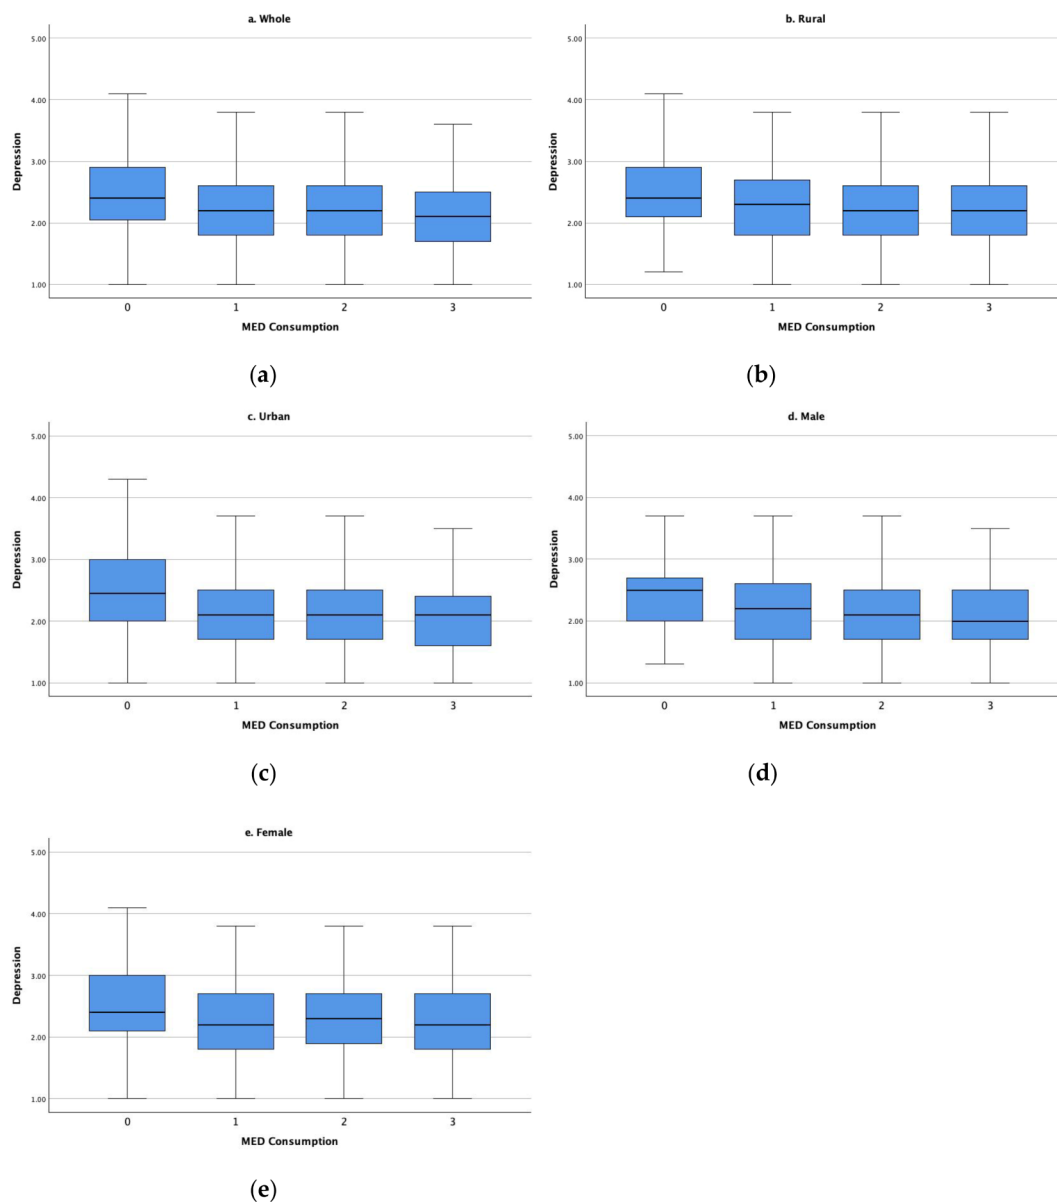 a. Whole
5.00
4.00
3.00
2.00
1.00
Depression
0 1 2 3
MED Consumption
(a)
b. Rural
5.00
4.00
3.00
2.00
1.00
Depression
0 1 2 3
MED Consumption
(b)
c. Urban
5.00
4.00
3.00
2.00
1.00
Depression
0 1 2 3
MED Consumption
(c)
d. Male
5.00
4.00
3.00
2.00
1.00
Depression
0 1 2 3
MED Consumption
(d)
e. Female
5.00
4.00
3.00
2.00
1.00
Depression
0 1 2 3
MED Consumption
(e)